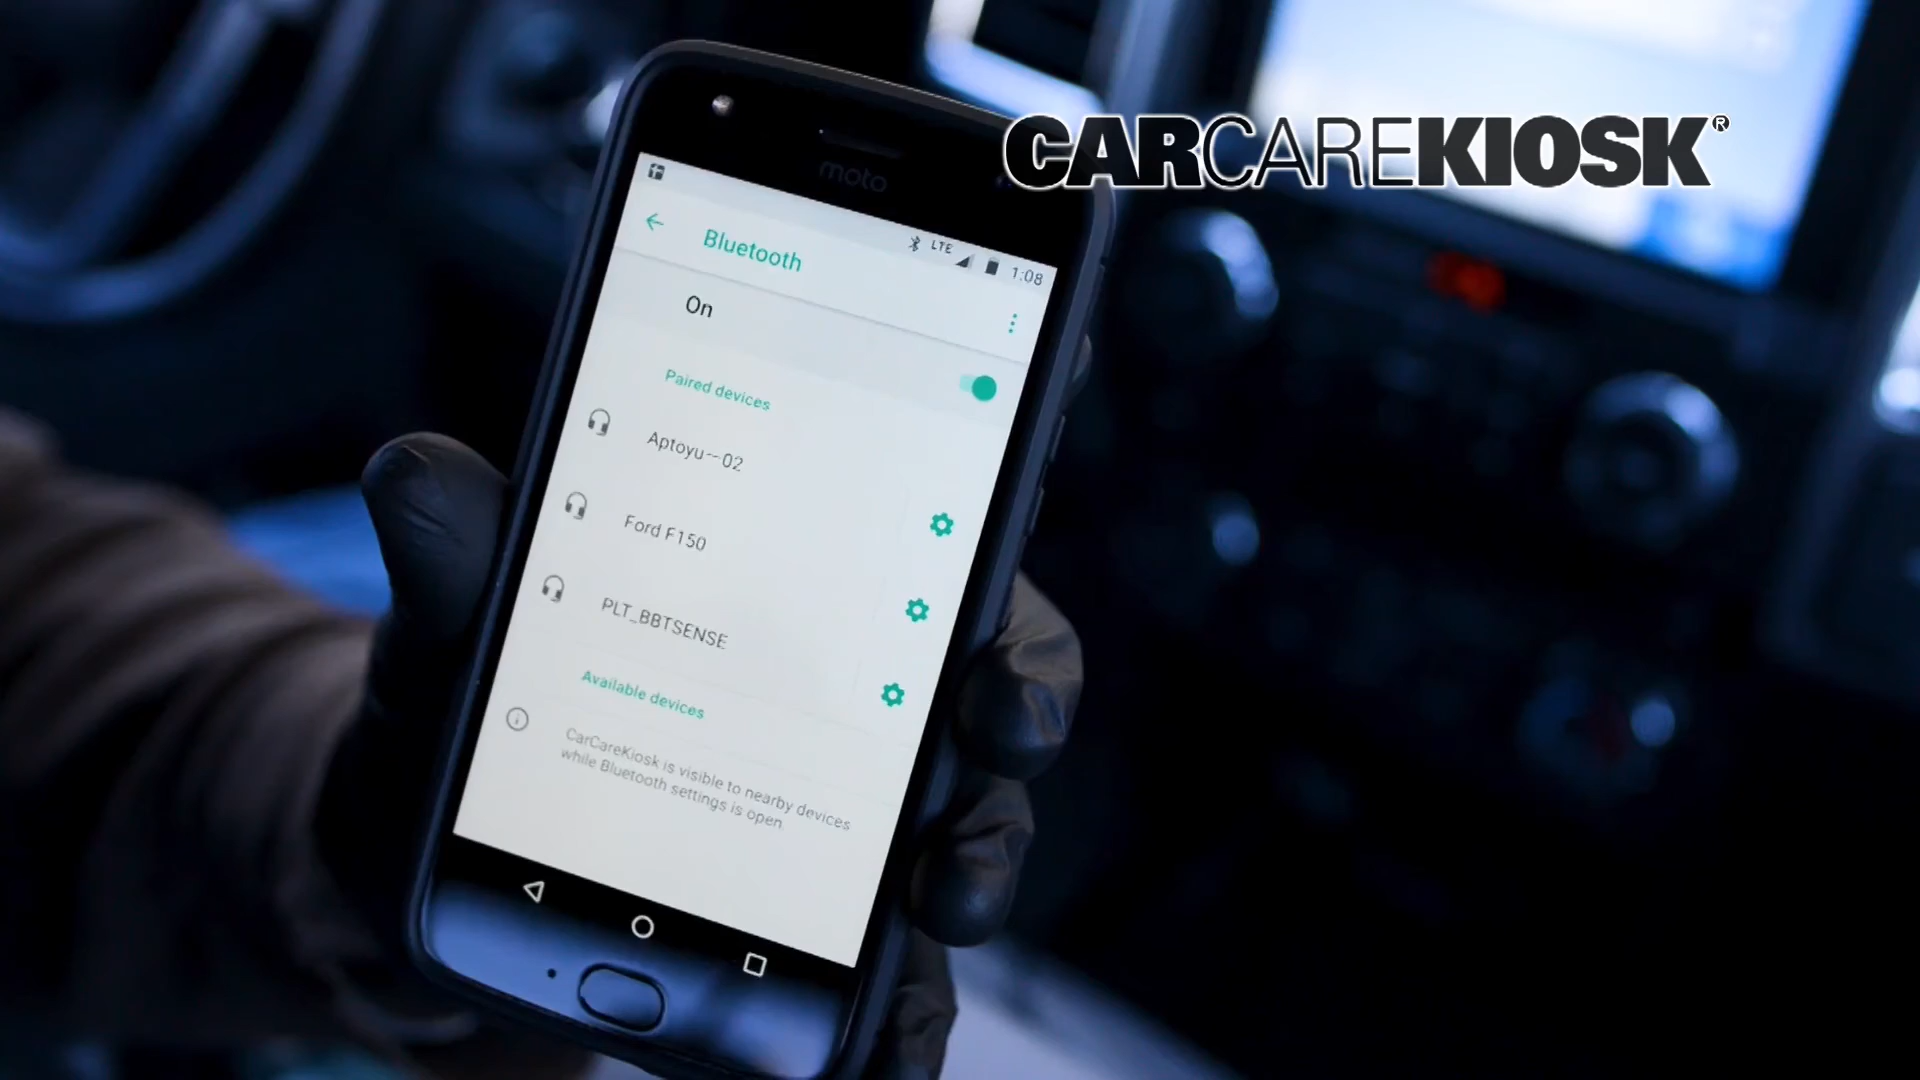 CARCAREKIOSK®
moto
LTE 1:08
Bluetooth
On
Paired devices
Aptoyu--02
Ford F150
PLT_BBTSENSE
Available devices
CarCareKiosk is visible to nearby devices
while Bluetooth settings is open.